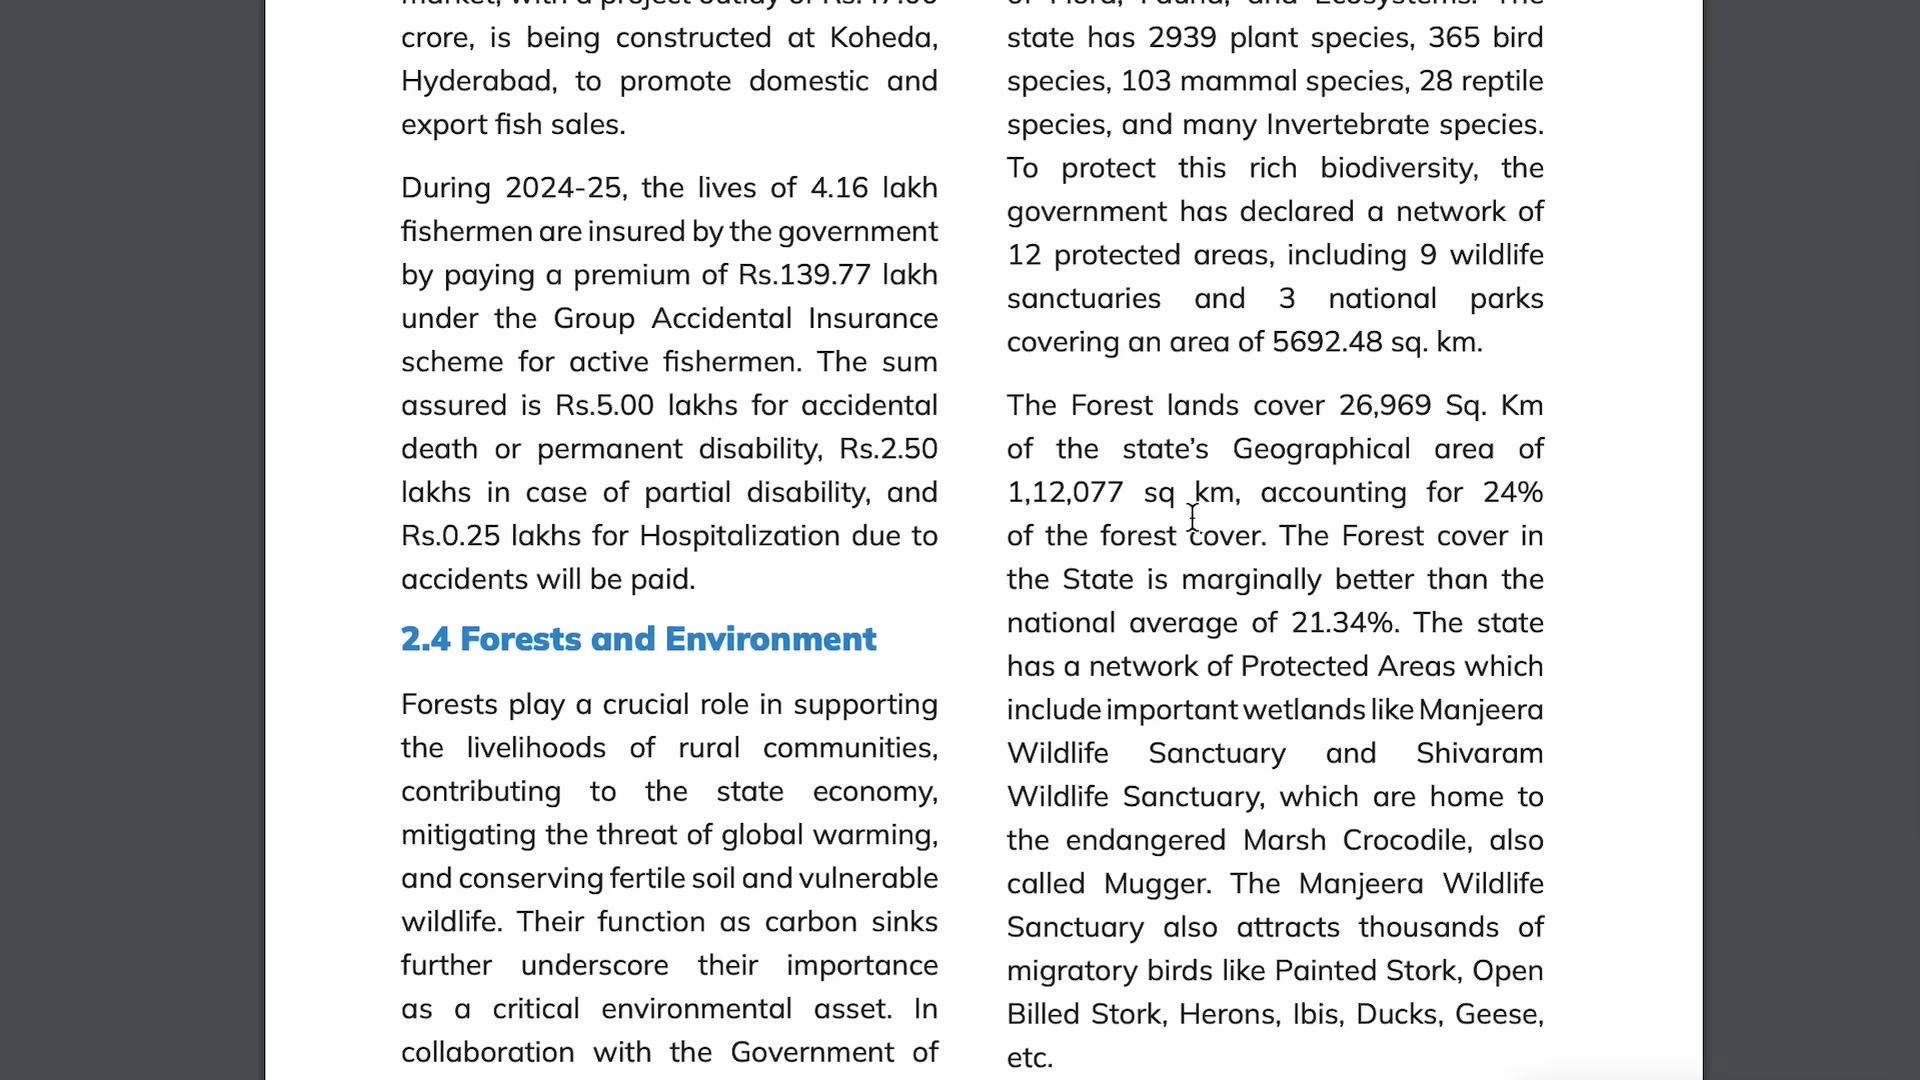 market, with a project outlay of Rs.47.00
crore, is being constructed at Koheda,
Hyderabad, to promote domestic and
export fish sales.
During 2024-25, the lives of 4.16 lakh
fishermen are insured by the government
by paying a premium of Rs.139.77 lakh
under the Group Accidental Insurance
scheme for active fishermen. The sum
assured is Rs.5.00 lakhs for accidental
death or permanent disability, Rs.2.50
lakhs in case of partial disability, and
Rs.0.25 lakhs for Hospitalization due to
accidents will be paid.
2.4 Forests and Environment
Forests play a crucial role in supporting
the livelihoods of rural communities,
contributing to the state economy,
mitigating the threat of global warming,
and conserving fertile soil and vulnerable
wildlife. Their function as carbon sinks
further underscore their importance
as a critical environmental asset. In
collaboration with the Government of
of Flora, Fauna, and Ecosystems. The
state has 2939 plant species, 365 bird
species, 103 mammal species, 28 reptile
species, and many Invertebrate species.
To protect this rich biodiversity, the
government has declared a network of
12 protected areas, including 9 wildlife
sanctuaries and 3 national parks
covering an area of 5692.48 sq. km.
The Forest lands cover 26,969 Sq. Km
of the state’s Geographical area of
1,12,077 sq km, accounting for 24%
of the forest cover. The Forest cover in
the State is marginally better than the
national average of 21.34%. The state
has a network of Protected Areas which
include important wetlands like Manjeera
Wildlife Sanctuary and Shivaram
Wildlife Sanctuary, which are home to
the endangered Marsh Crocodile, also
called Mugger. The Manjeera Wildlife
Sanctuary also attracts thousands of
migratory birds like Painted Stork, Open
Billed Stork, Herons, Ibis, Ducks, Geese,
etc.